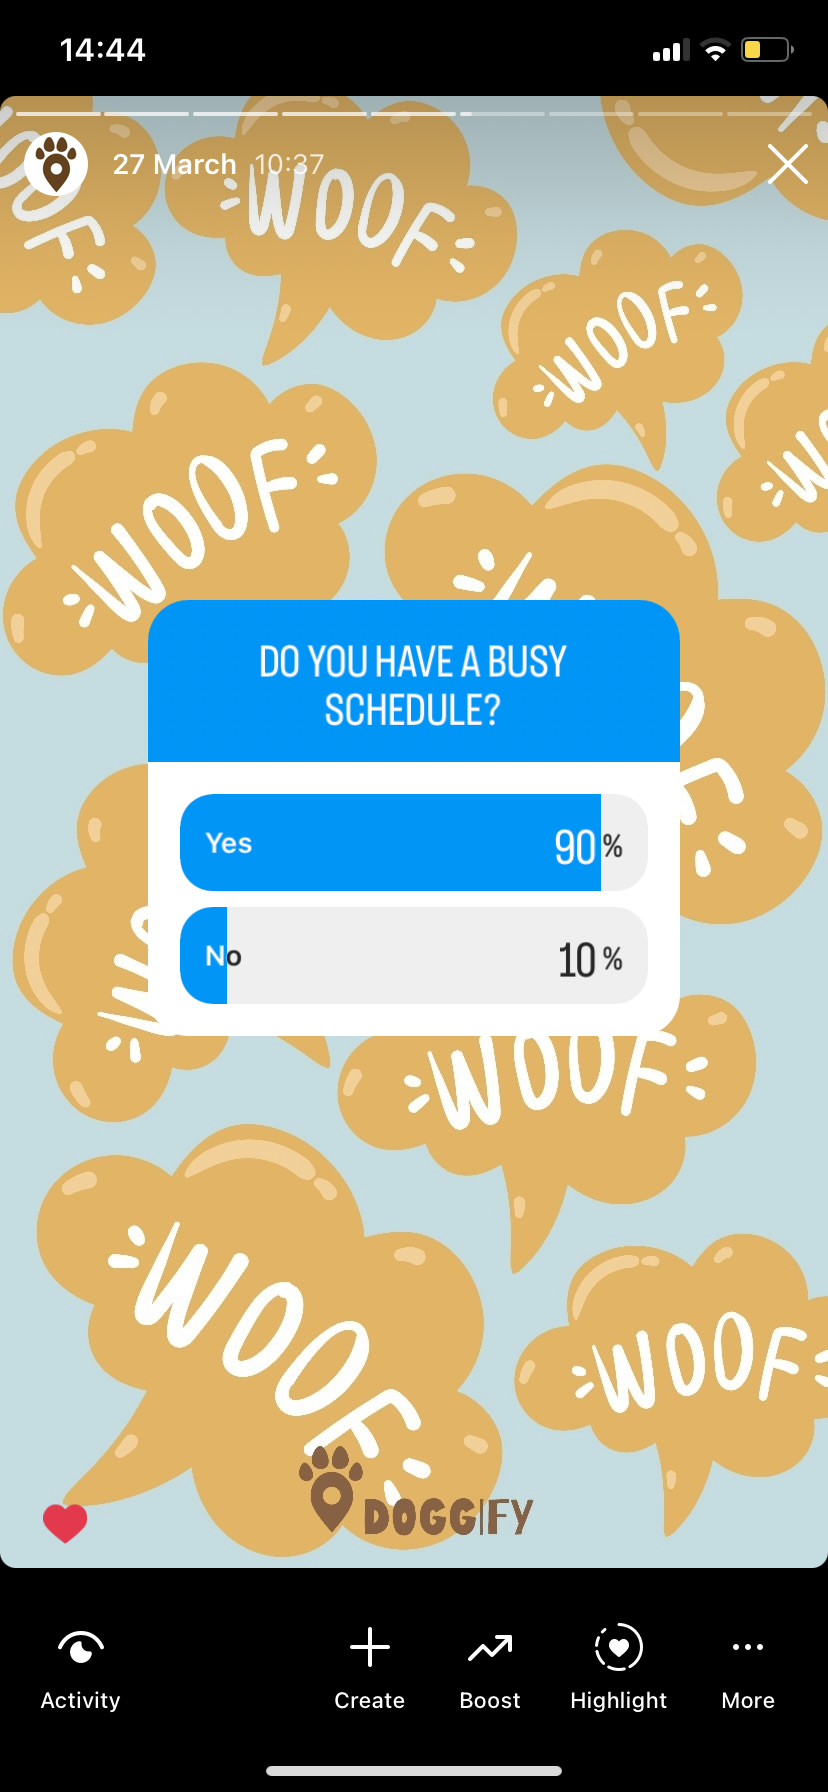 14:44
27 March 10:37
WOOF
WOOF
WOOF
DO YOU HAVE A BUSY
SCHEDULE?
Yes 90%
No 10%
WOOF
WOOF
WOOF
DOGGIFY
Activity
Create
Boost
Highlight
More